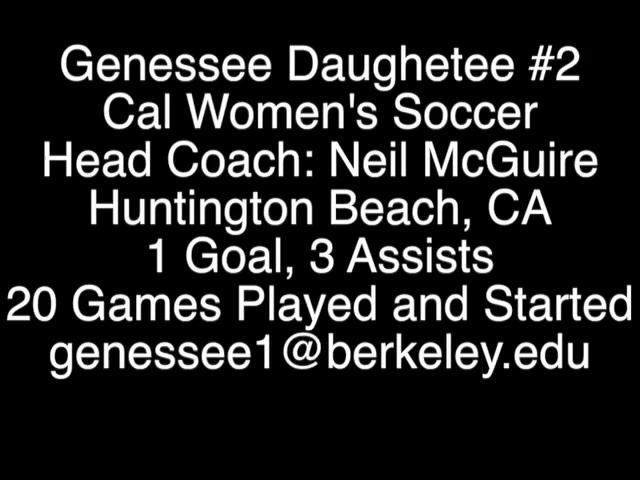 Genessee Daughetee #2
Cal Women's Soccer
Head Coach: Neil McGuire
Huntington Beach, CA
1 Goal, 3 Assists
20 Games Played and Started
genessee1@berkeley.edu